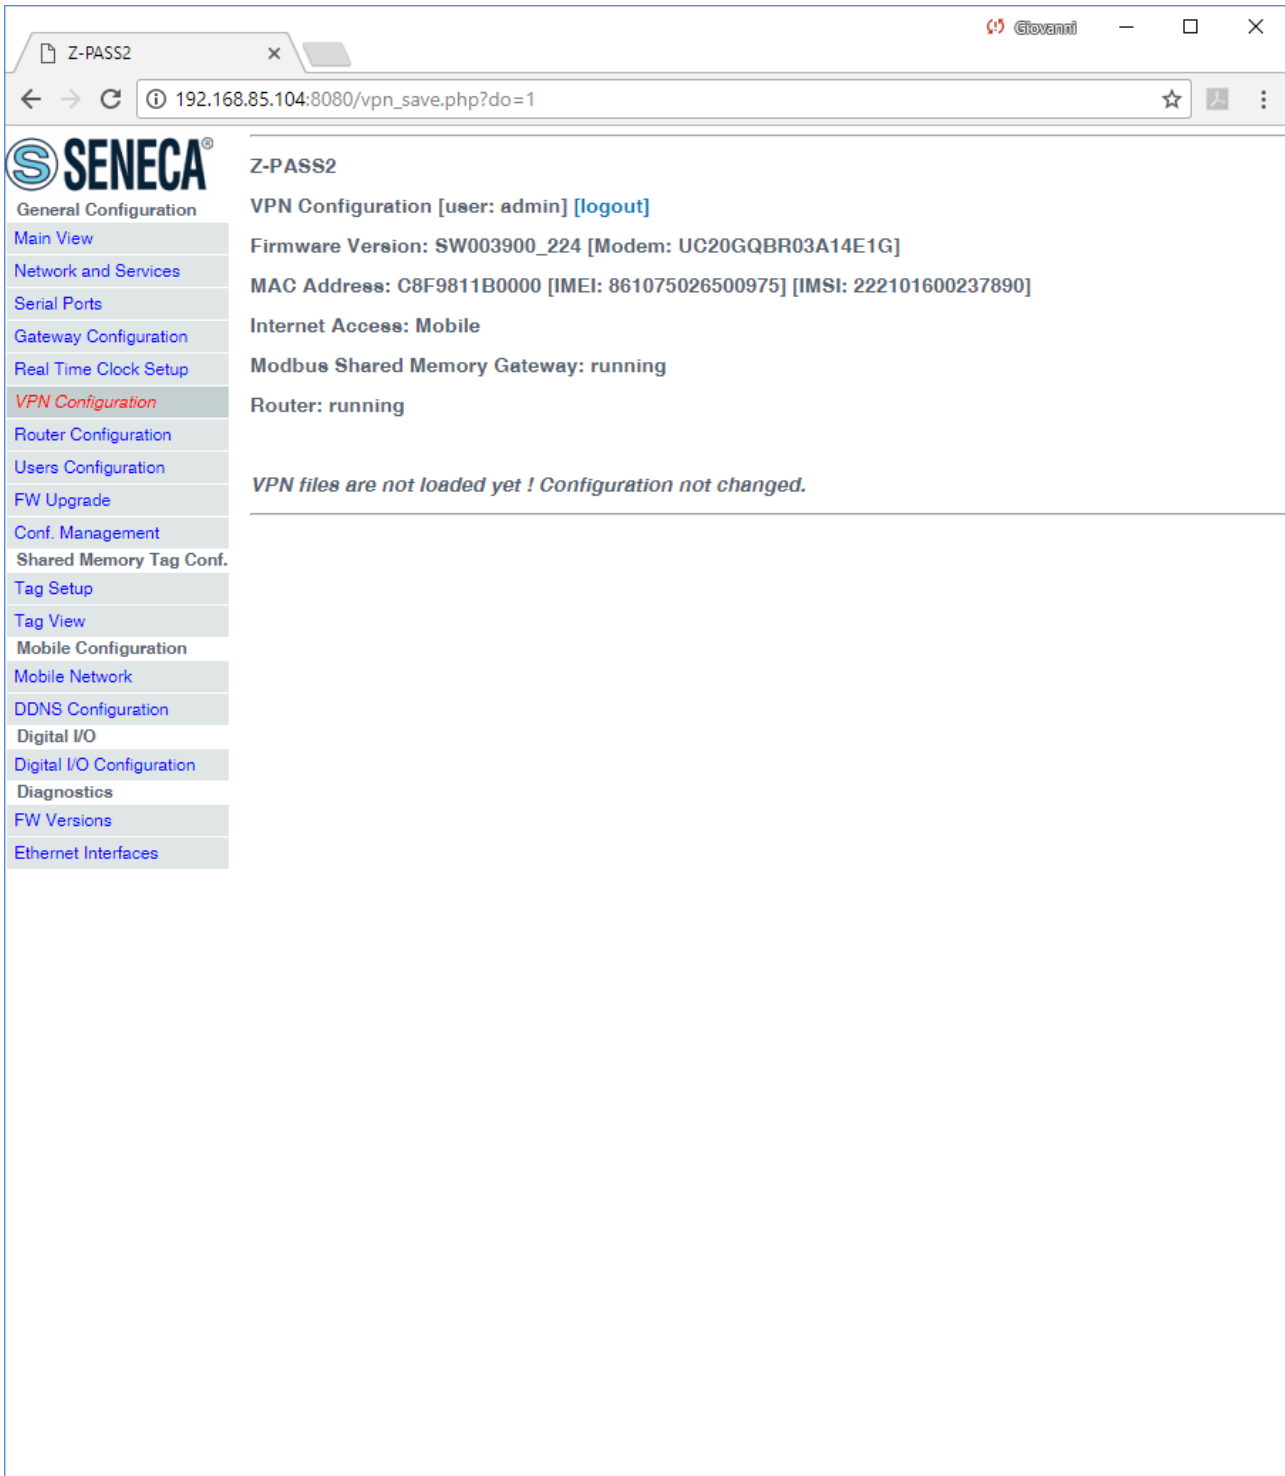 Giovanni
Z-PASS2
192.168.85.104:8080/vpn_save.php?do=1
SENECA®
General Configuration
Main View
Network and Services
Serial Ports
Gateway Configuration
Real Time Clock Setup
VPN Configuration
Router Configuration
Users Configuration
FW Upgrade
Conf. Management
Shared Memory Tag Conf.
Tag Setup
Tag View
Mobile Configuration
Mobile Network
DDNS Configuration
Digital I/O
Digital I/O Configuration
Diagnostics
FW Versions
Ethernet Interfaces
Z-PASS2
VPN Configuration [user: admin] [logout]
Firmware Version: SW003900_224 [Modem: UC20GQBR03A14E1G]
MAC Address: C8F9811B0000 [IMEI: 861075026500975] [IMSI: 222101600237890]
Internet Access: Mobile
Modbus Shared Memory Gateway: running
Router: running
VPN files are not loaded yet ! Configuration not changed.